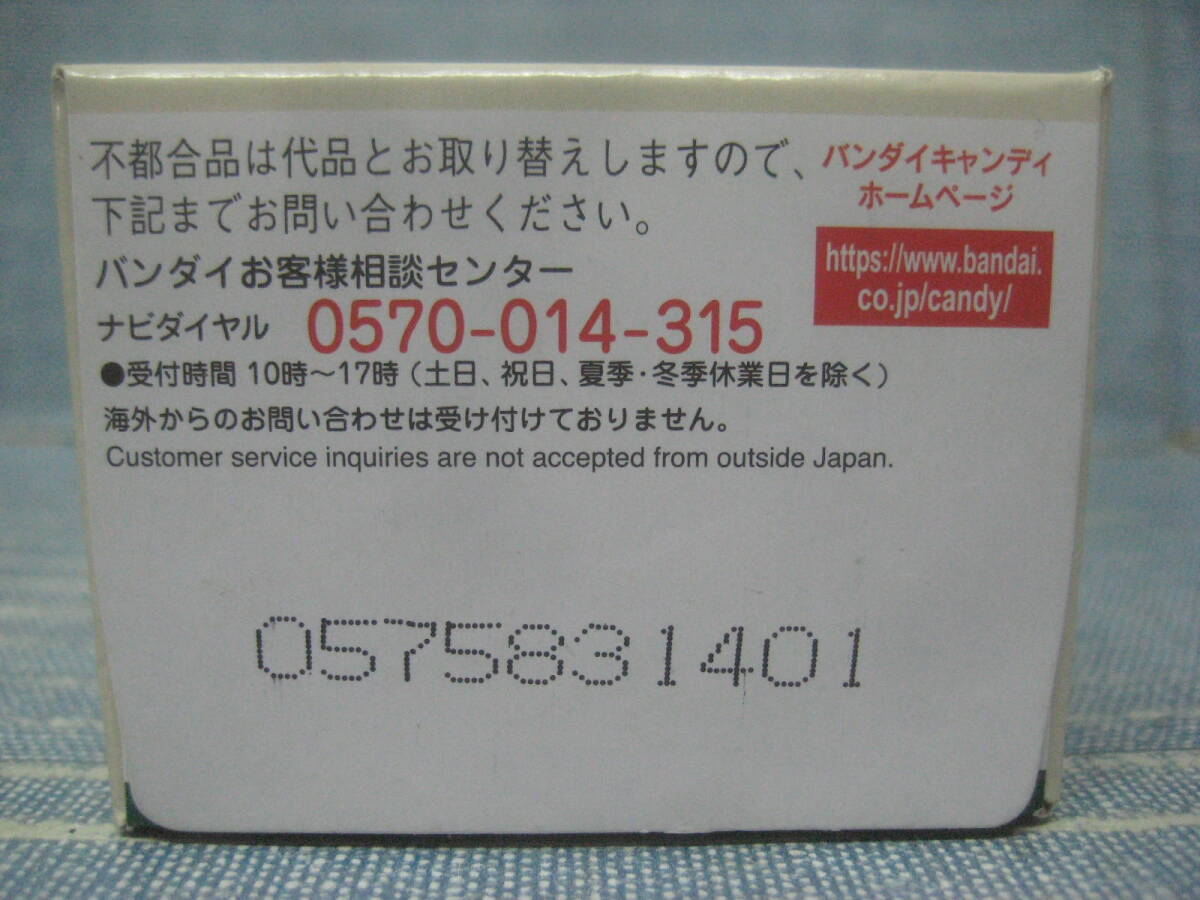 不都合品は代品とお取り替えしますので、
下記までお問い合わせください。
バンダイお客様相談センター
ナビダイヤル 0570-014-315
●受付時間 10時～17時（土日、祝日、夏季・冬季休業日を除く）
海外からのお問い合わせは受け付けておりません。
Customer service inquiries are not accepted from outside Japan.
バンダイキャンディ
ホームページ
https://www.bandai.
co.jp/candy/
0575831401